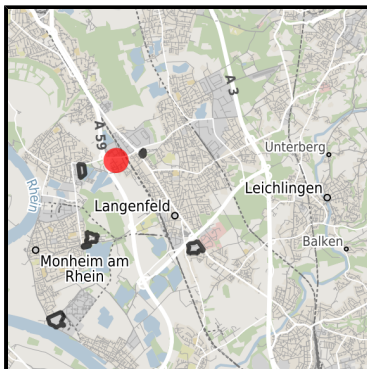 A 3
A 59
Unterberg
Rhein
Leichlingen
Langenfeld
Balken
Monheim am
Rhein